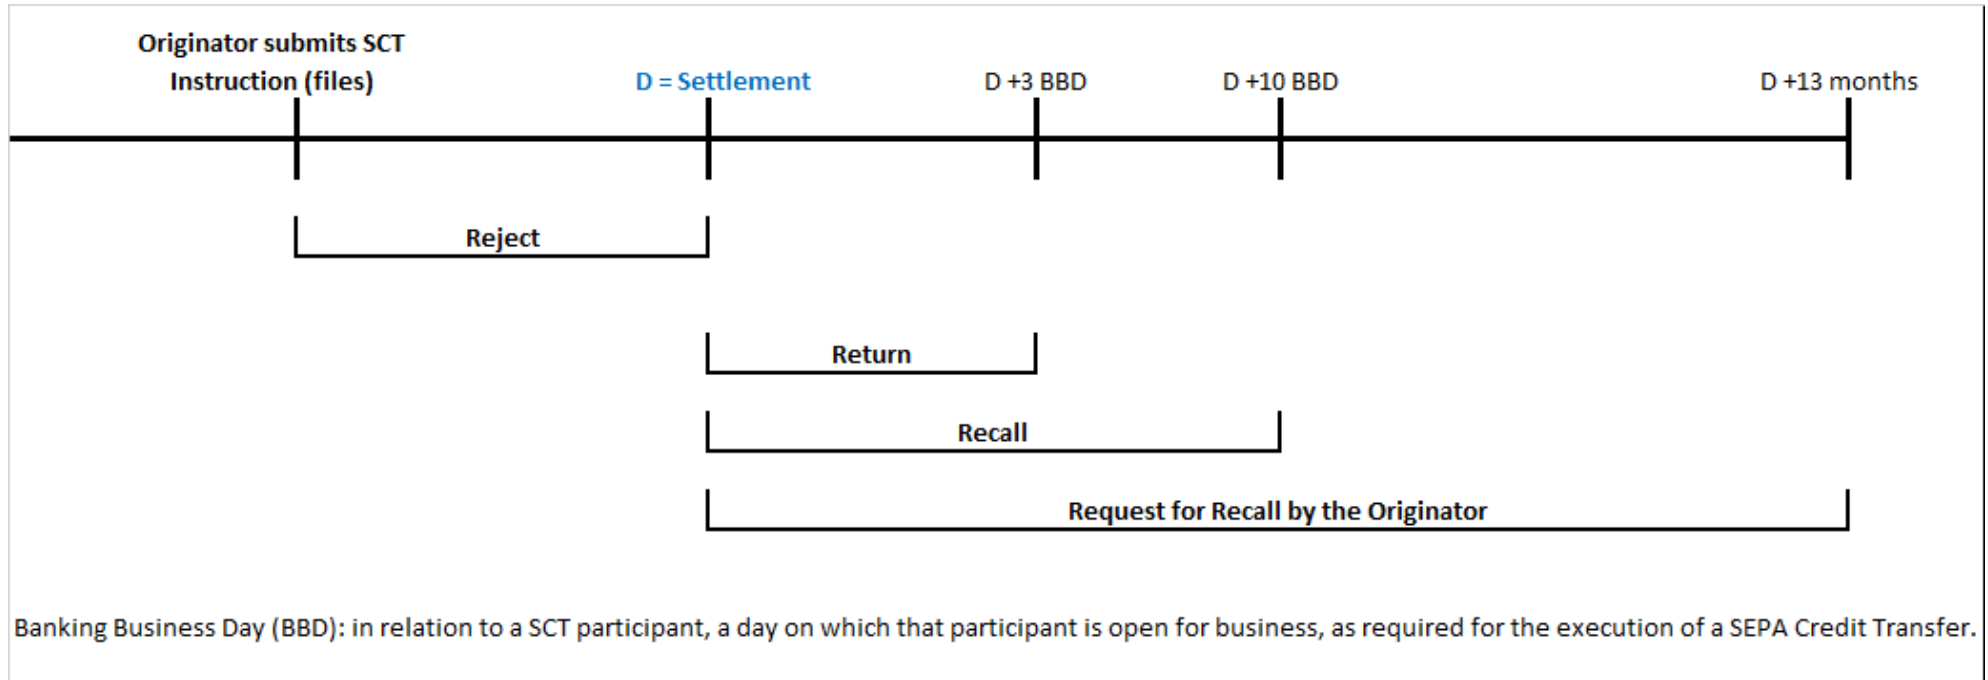 Originator submits SCT
Instruction (files)
D = Settlement
D +3 BBD
D +10 BBD
D +13 months
Reject
Return
Recall
Request for Recall by the Originator
Banking Business Day (BBD): in relation to a SCT participant, a day on which that participant is open for business, as required for the execution of a SEPA Credit Transfer.